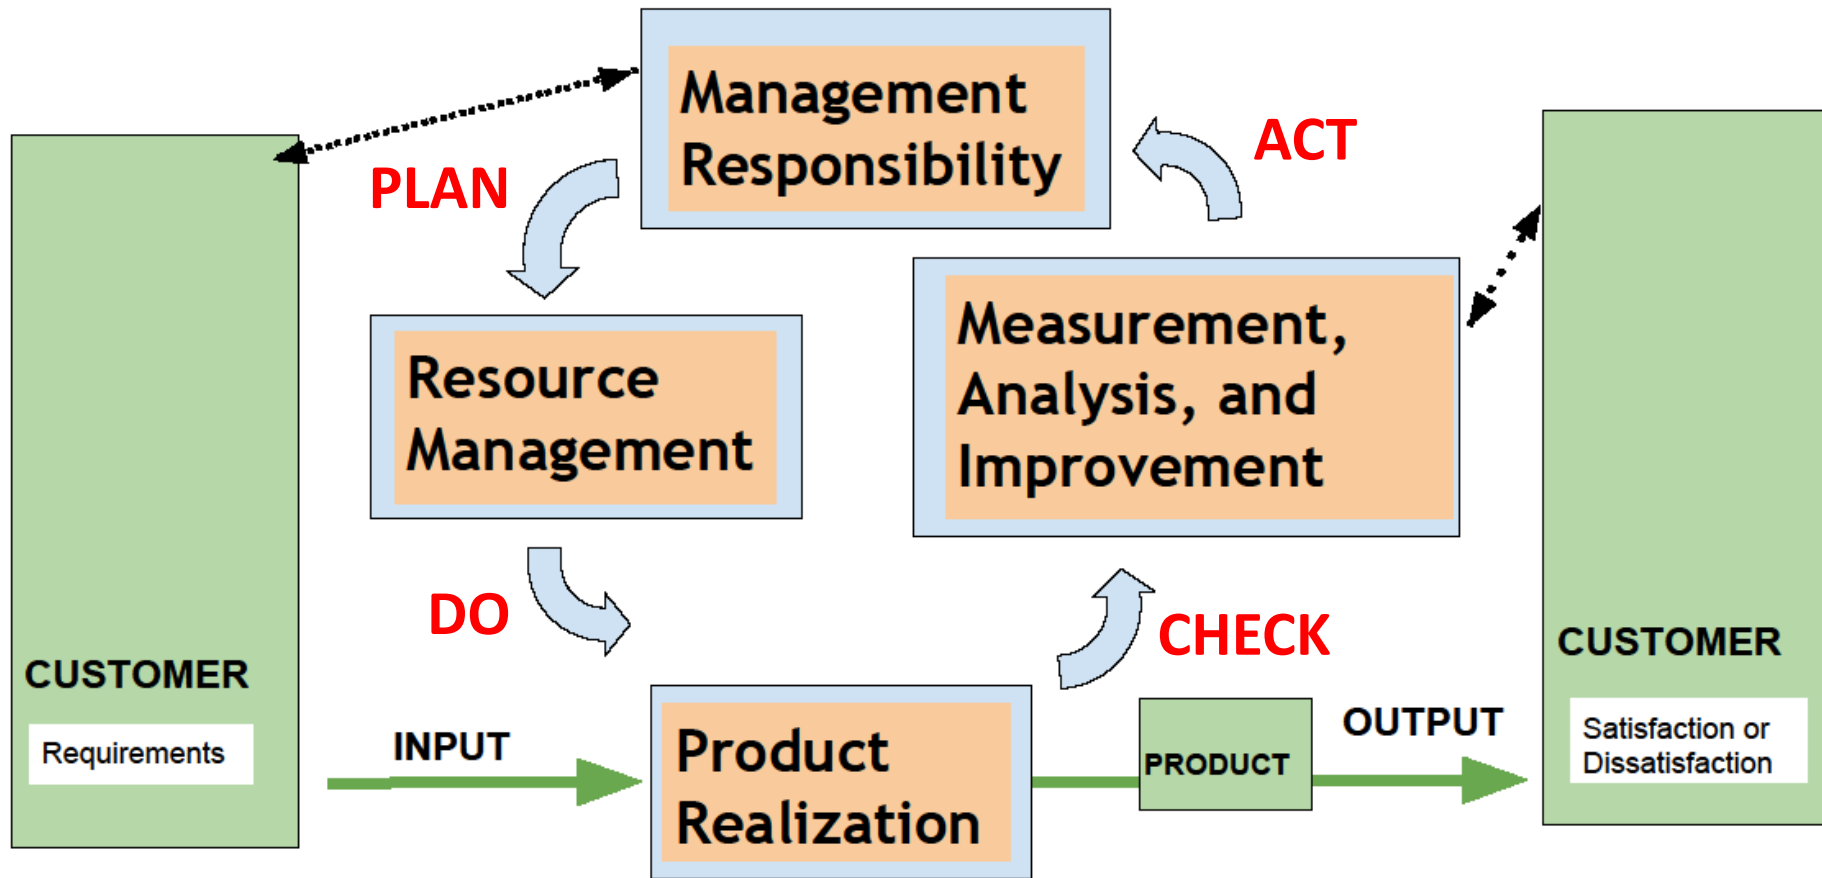 Management
Responsibility
ACT
PLAN
Resource
Management
Measurement,
Analysis, and
Improvement
DO
CHECK
CUSTOMER
Requirements
INPUT
Product
Realization
PRODUCT
OUTPUT
CUSTOMER
Satisfaction or
Dissatisfaction